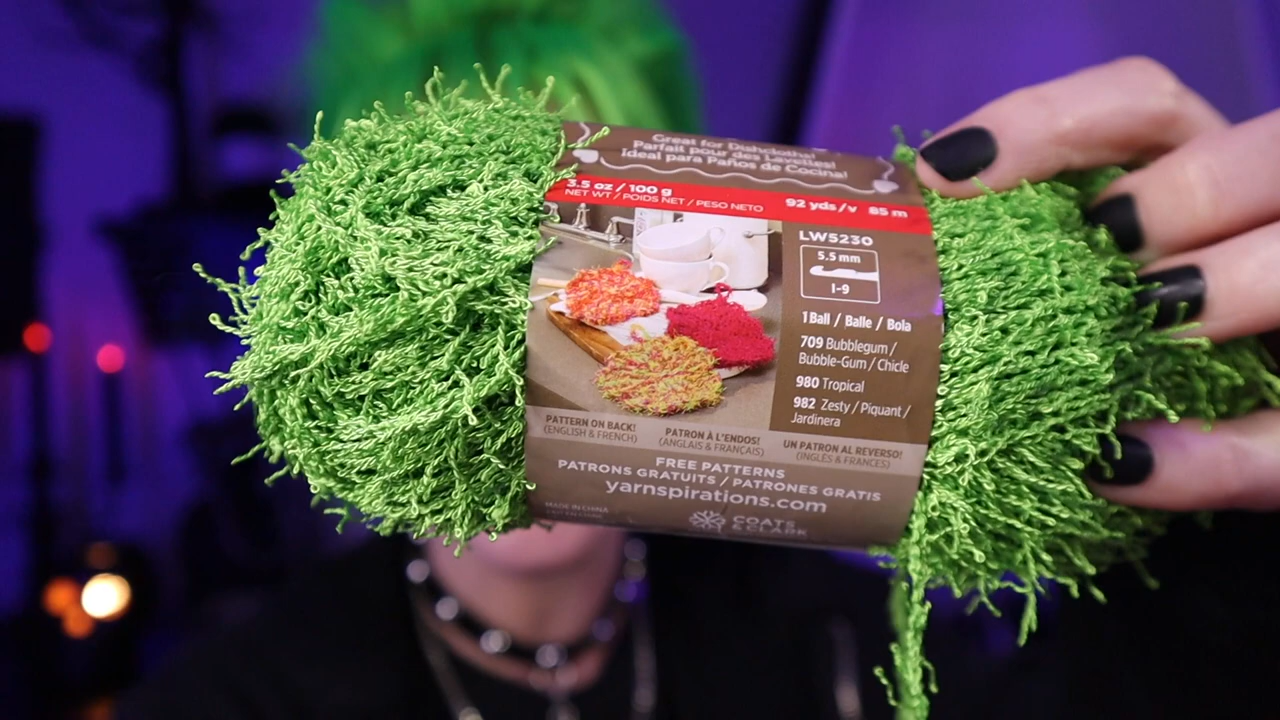 Great for Dishcloths!
Parfait pour des Lavettes!
Ideal para Paños de Cocina!
3.5 oz / 100 g
NET WT / POIDS NET / PESO NETO
92 yds/v 85 m
LW5230
5.5 mm
I-9
1 Ball / Balle / Bola
709 Bubblegum /
Bubble-Gum / Chicle
980 Tropical
982 Zesty / Piquant /
Jardinera
PATTERN ON BACK!
(ENGLISH & FRENCH)
PATRON À L'ENDOS!
(ANGLAIS & FRANÇAIS)
UN PATRON AL REVERSO!
(INGLÉS & FRANCÉS)
FREE PATTERNS
PATRONS GRATUITS / PATRONES GRATIS
yarnspirations.com
MADE IN CHINA
COATS
& CLARK